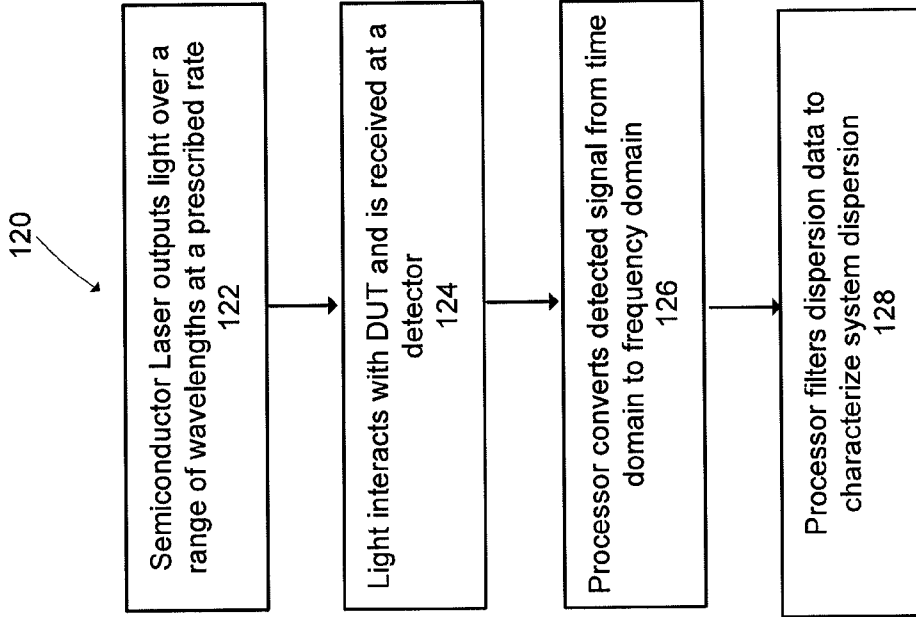 120
Semiconductor Laser outputs light over a
range of wavelengths at a prescribed rate
122
Light interacts with DUT and is received at a
detector
124
Processor converts detected signal from time
domain to frequency domain
126
Processor filters dispersion data to
characterize system dispersion
128